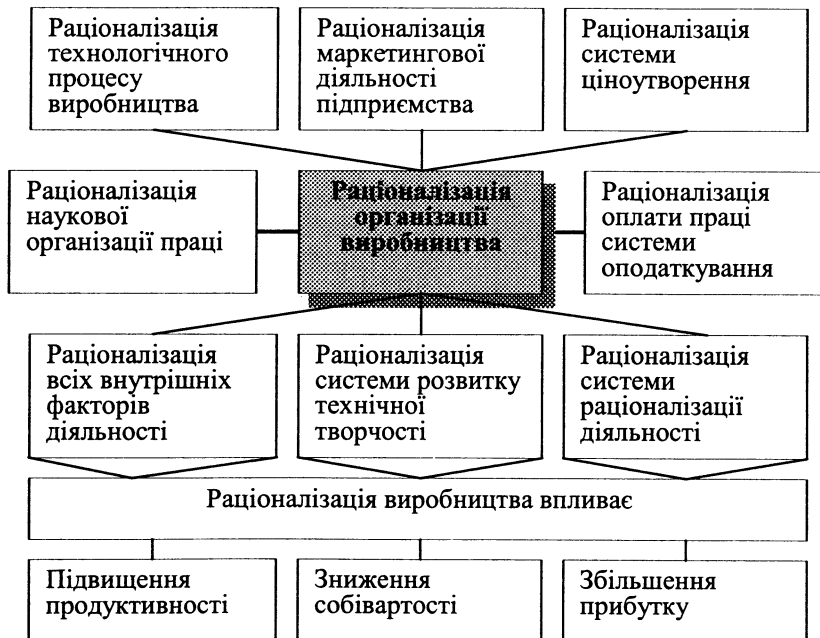 Раціоналізація
технологічного
процесу
виробництва
Раціоналізація
маркетингової
діяльності
підприємства
Раціоналізація
системи
ціноутворення
Раціоналізація
наукової
організації праці
Раціоналізація
організації
виробництва
Раціоналізація
оплати праці
системи
оподаткування
Раціоналізація
всіх внутрішніх
факторів
діяльності
Раціоналізація
системи розвитку
технічної
творчості
Раціоналізація
системи
раціоналізації
діяльності
Раціоналізація виробництва впливає
Підвищення
продуктивності
Зниження
собівартості
Збільшення
прибутку